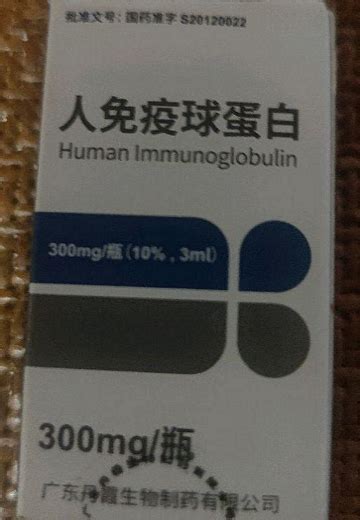 批准文号：国药准字 S20120022
人免疫球蛋白
Human Immunoglobulin
300mg/瓶(10% , 3ml)
300mg/瓶
广东丹霞生物制药有限公司